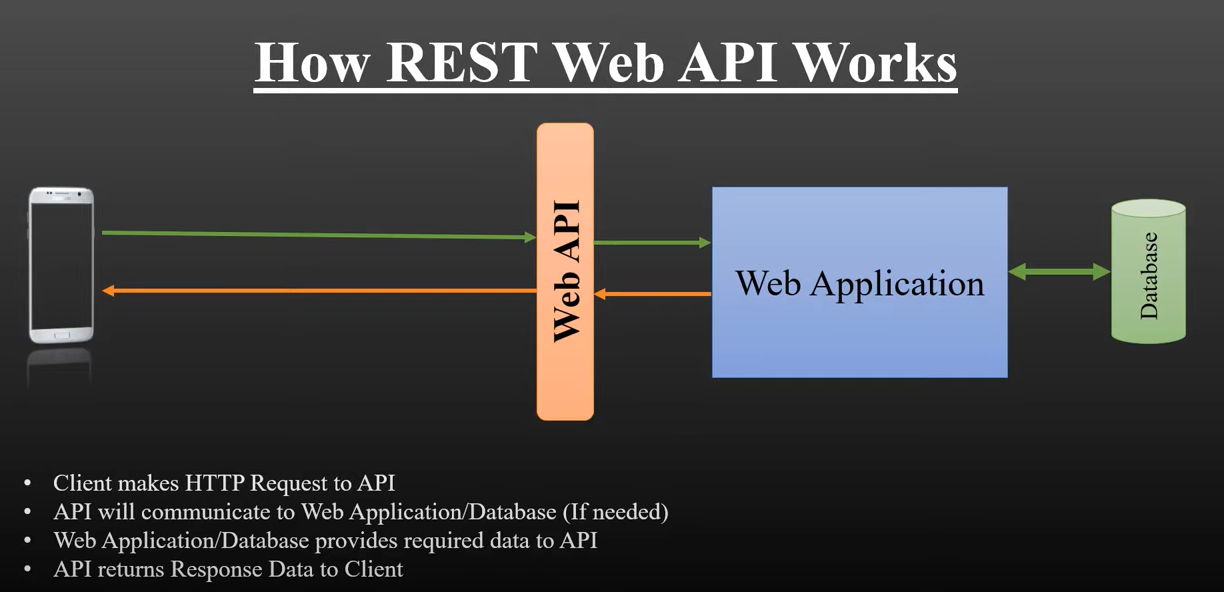 How REST Web API Works
Web API
Web Application
Database
• Client makes HTTP Request to API
• API will communicate to Web Application/Database (If needed)
• Web Application/Database provides required data to API
• API returns Response Data to Client